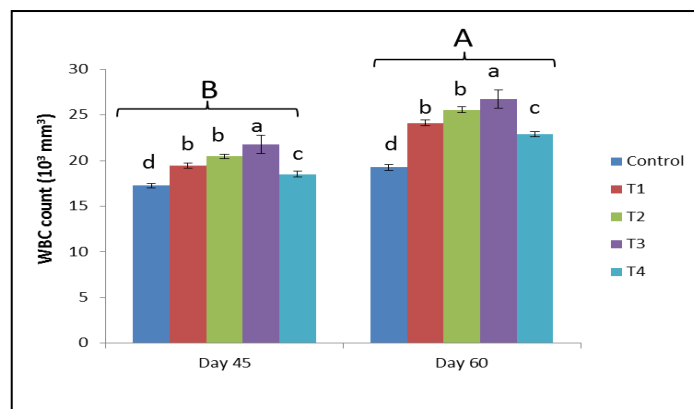 A
B
30
25
20
15
10
5
0
WBC count (10³ mm³)
d b b a c
d b b a c
Day 45 Day 60
Control
T1
T2
T3
T4